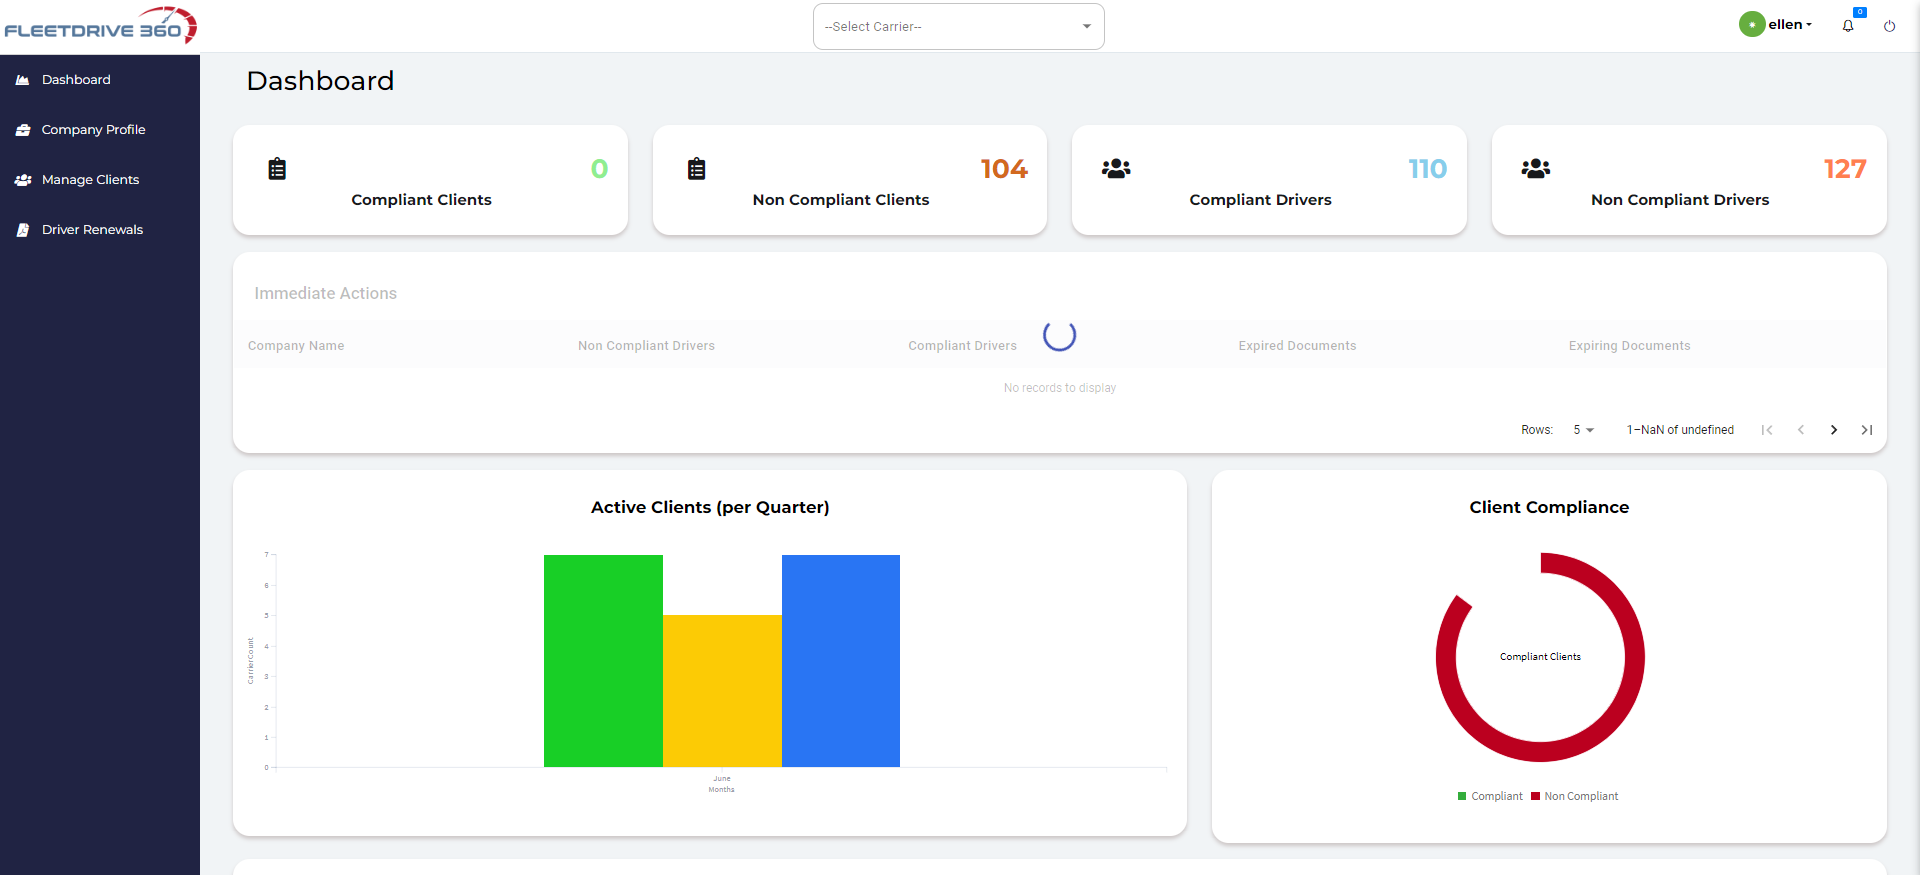 FLEETDRIVE 360
--Select Carrier--
ellen
0
Dashboard
Company Profile
Manage Clients
Driver Renewals
Dashboard
0
Compliant Clients
104
Non Compliant Clients
110
Compliant Drivers
127
Non Compliant Drivers
Immediate Actions
Company Name Non Compliant Drivers Compliant Drivers Expired Documents Expiring Documents
No records to display
Rows: 5 1-NaN of undefined
Active Clients (per Quarter)
7
6
5
4
3
2
1
0
CarrierCount
June
Months
Client Compliance
Compliant Clients
Compliant Non Compliant